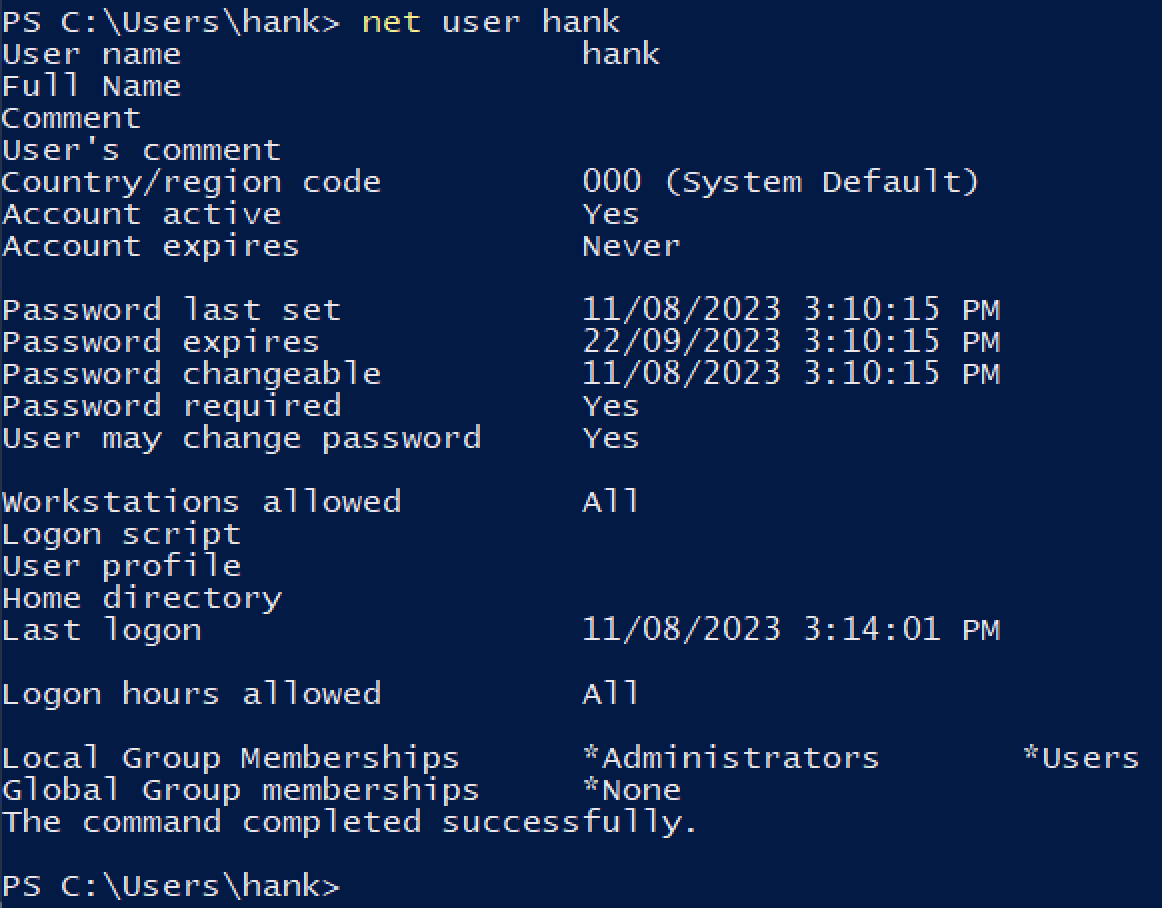 PS C:\Users\hank> net user hank
User name                    hank
Full Name
Comment
User's comment
Country/region code          000 (System Default)
Account active               Yes
Account expires              Never

Password last set            11/08/2023 3:10:15 PM
Password expires             22/09/2023 3:10:15 PM
Password changeable          11/08/2023 3:10:15 PM
Password required            Yes
User may change password     Yes

Workstations allowed         All
Logon script
User profile
Home directory
Last logon                   11/08/2023 3:14:01 PM

Logon hours allowed          All

Local Group Memberships      *Administrators       *Users
Global Group memberships     *None
The command completed successfully.

PS C:\Users\hank>